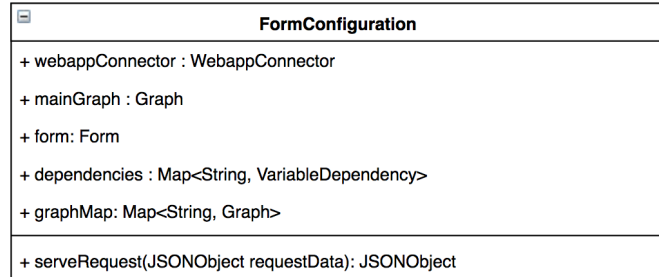 FormConfiguration
+ webappConnector : WebappConnector
+ mainGraph : Graph
+ form: Form
+ dependencies : Map<String, VariableDependency>
+ graphMap: Map<String, Graph>
+ serveRequest(JSONObject requestData): JSONObject